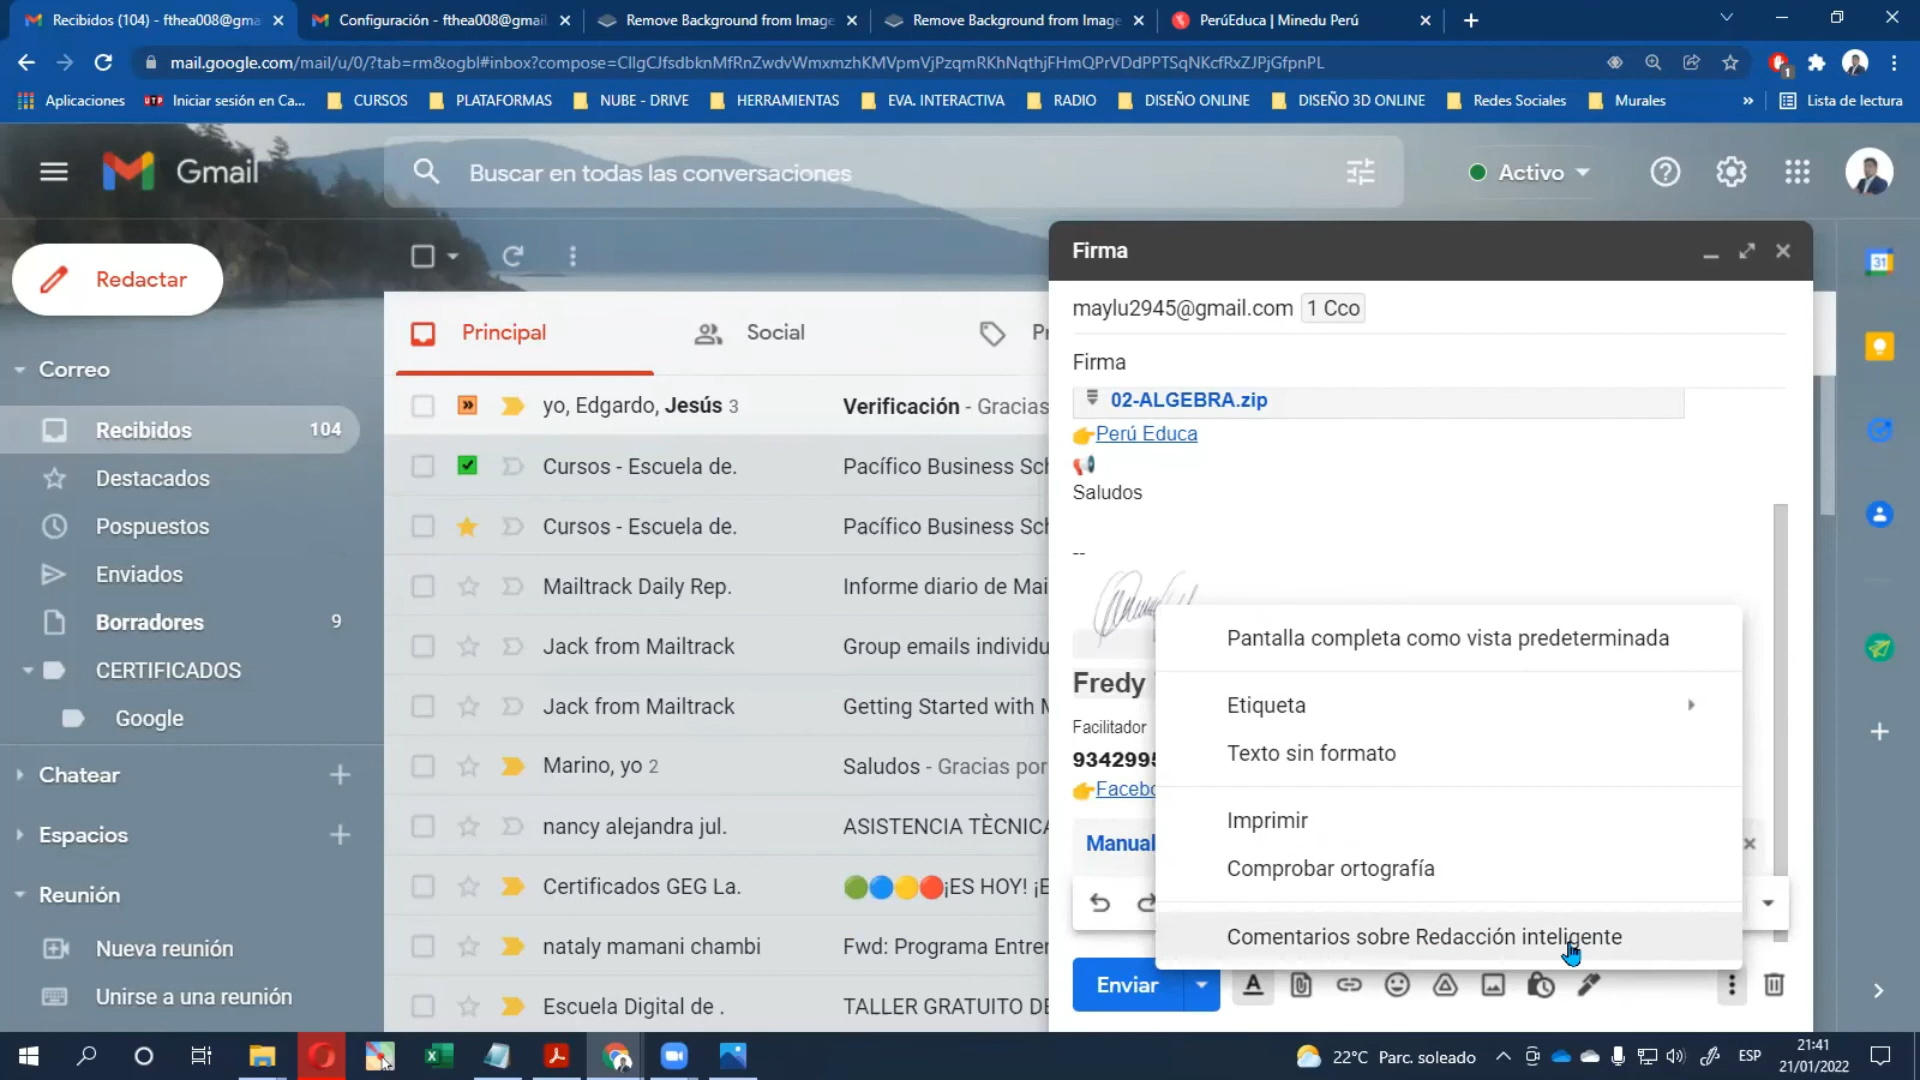 Recibidos (104) - fthea008@gma
Configuración - fthea008@gmail
Remove Background from Image
Remove Background from Image
PerúEduca | Minedu Perú
mail.google.com/mail/u/0/?tab=rm&ogbl#inbox?compose=CllgCJfsdbknMfRnZwdvWmxmzhKMVpmVjPzqmRKhNqthjFHmQPrVDdPPTSqNKcfRxZJPjGfpnPL
1
Aplicaciones
UTP Iniciar sesión en Ca...
CURSOS
PLATAFORMAS
NUBE - DRIVE
HERRAMIENTAS
EVA. INTERACTIVA
RADIO
DISEÑO ONLINE
DISEÑO 3D ONLINE
Redes Sociales
Murales
»
Lista de lectura
Gmail
Buscar en todas las conversaciones
Activo
Redactar
Correo
Recibidos 104
Destacados
Pospuestos
Enviados
Borradores 9
CERTIFICADOS
Google
Chatear
Espacios
Reunión
Nueva reunión
Unirse a una reunión
Principal
Social
Pr
yo, Edgardo, Jesús 3 Verificación - Gracias
Cursos - Escuela de. Pacífico Business Sch
Cursos - Escuela de. Pacífico Business Sch
Mailtrack Daily Rep. Informe diario de Mai
Jack from Mailtrack Group emails individu
Jack from Mailtrack Getting Started with M
Marino, yo 2 Saludos - Gracias por
nancy alejandra jul. ASISTENCIA TÈCNICA
Certificados GEG La. 🟢🔵🟡🔴¡ES HOY! ¡E
nataly mamani chambi Fwd: Programa Entrer
Escuela Digital de . TALLER GRATUITO DE
Firma
maylu2945@gmail.com 1 Cco
Firma
02-ALGEBRA.zip
👉Perú Educa
📢
Saludos
--
Fredy
Facilitador
9342995
👉Facebo
Manual
Pantalla completa como vista predeterminada
Etiqueta
Texto sin formato
Imprimir
Comprobar ortografía
Comentarios sobre Redacción inteligente
Enviar
31
22°C Parc. soleado
ESP
21:41
21/01/2022